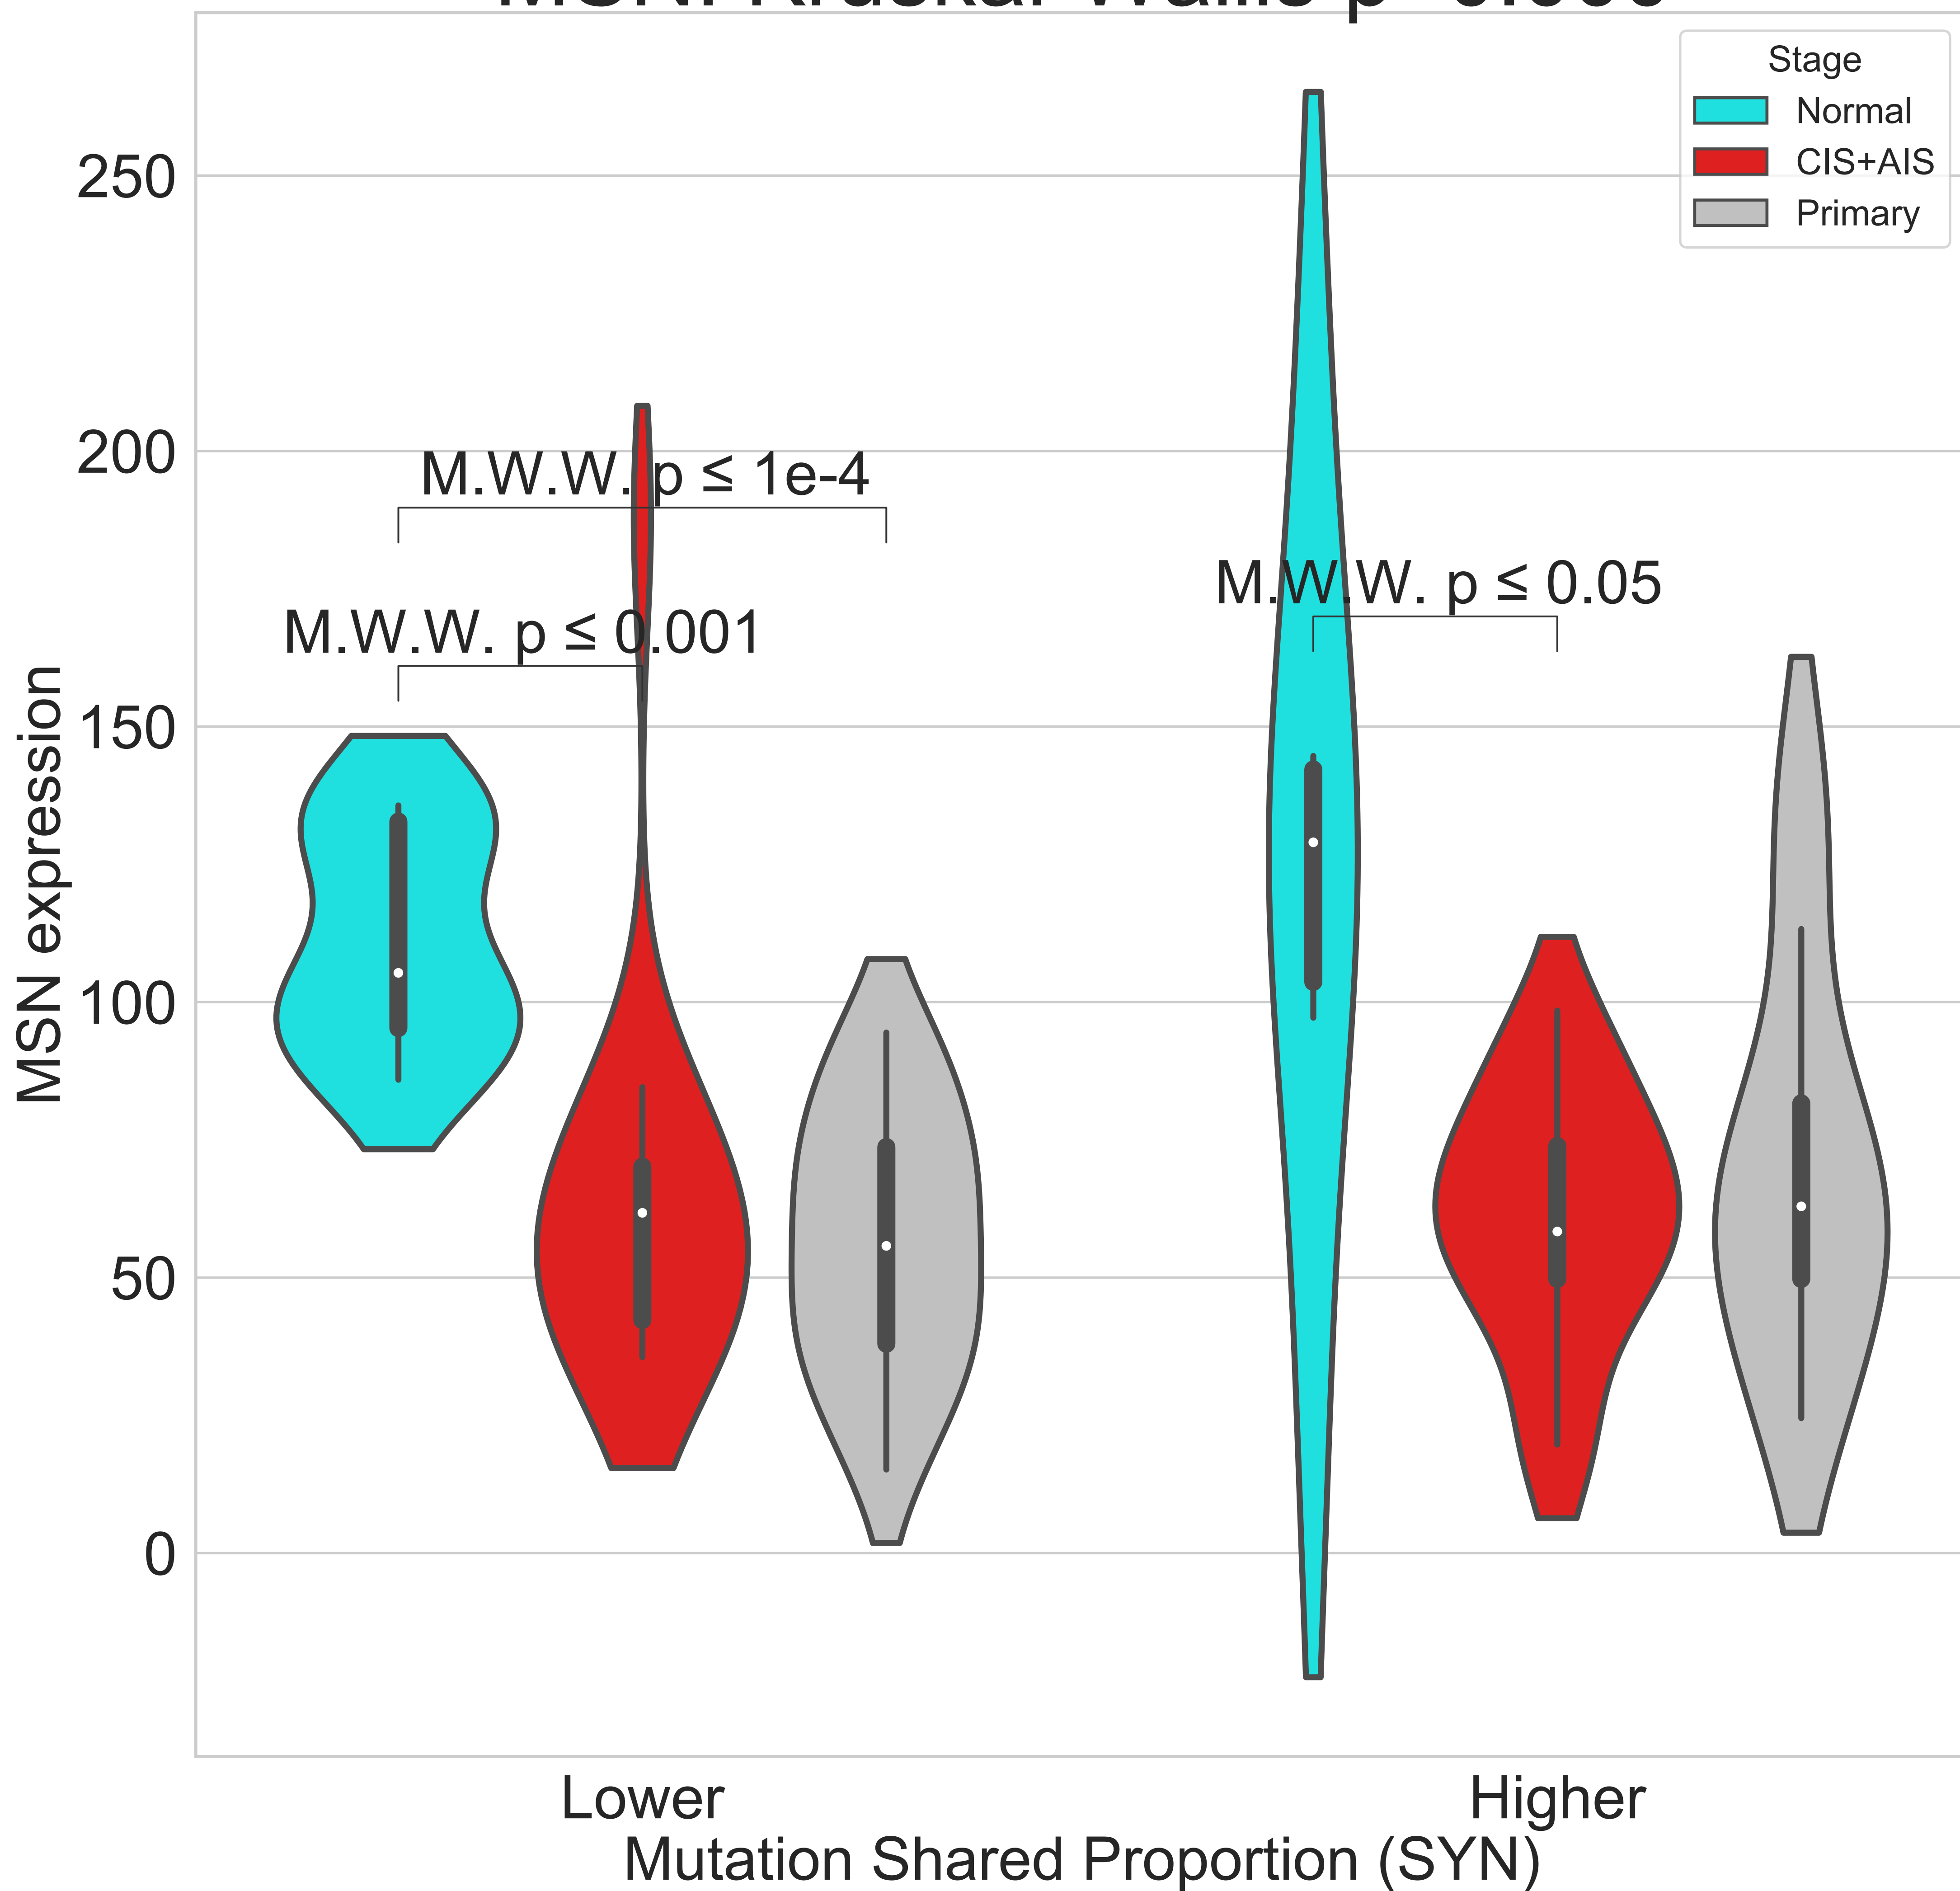 Stage
Normal
CIS+AIS
Primary
250
200
150
100
50
0
MSN expression
M.W.W. p ≤ 1e-4
M.W.W. p ≤ 0.001
M.W.W. p ≤ 0.05
Lower
Higher
Mutation Shared Proportion (SYN)